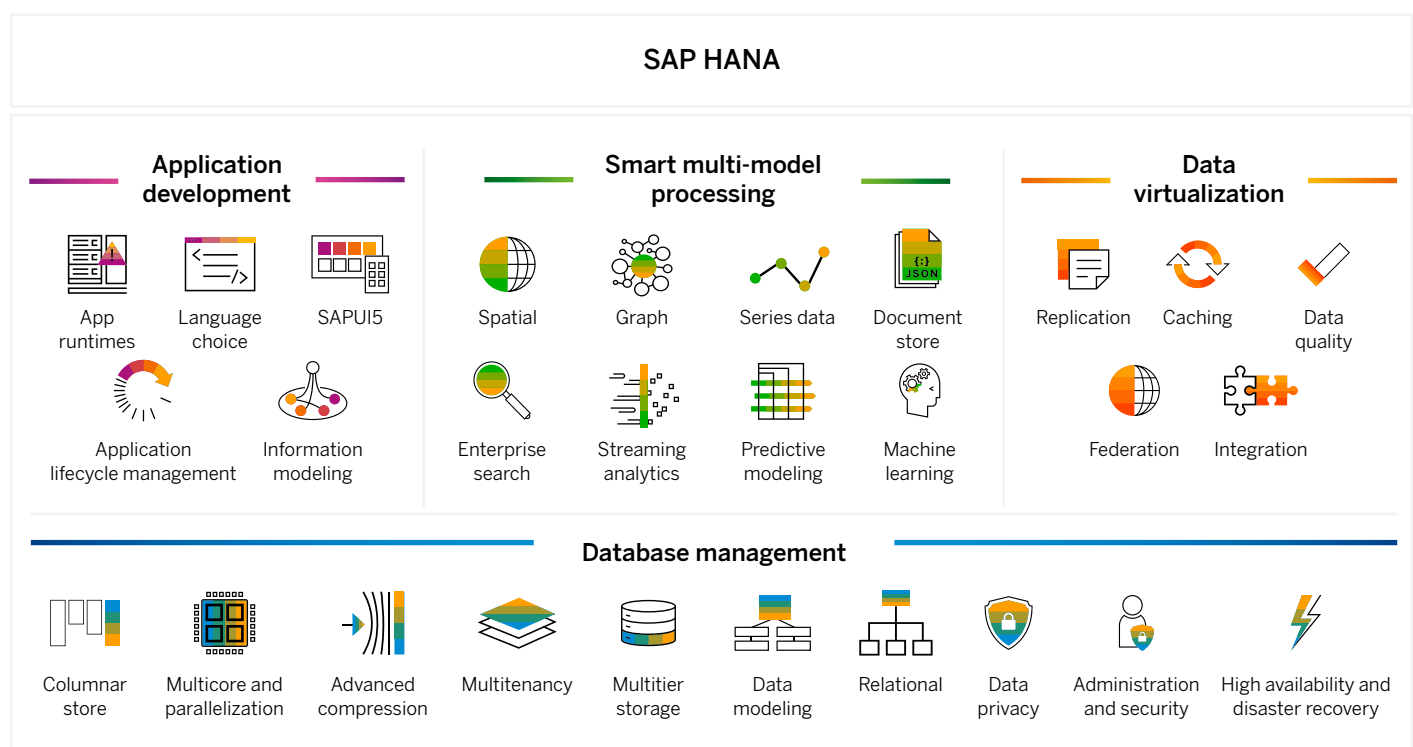 SAP HANA
Application
development
Smart multi-model
processing
Data
virtualization
App
runtimes
Language
choice
SAPUI5
Application
lifecycle management
Information
modeling
Spatial
Graph
Series data
{;}
JSON
Document
store
Enterprise
search
Streaming
analytics
Predictive
modeling
Machine
learning
Replication
Caching
Data
quality
Federation
Integration
Database management
Columnar
store
Multicore and
parallelization
Advanced
compression
Multitenancy
Multitier
storage
Data
modeling
Relational
Data
privacy
Administration
and security
High availability and
disaster recovery